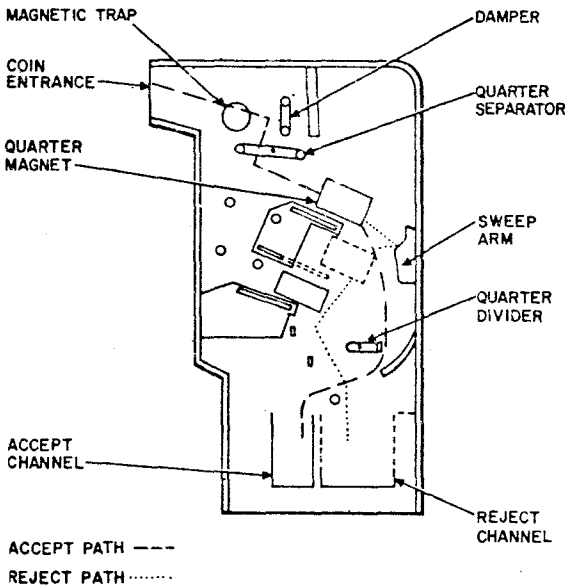 MAGNETIC TRAP
DAMPER
COIN
ENTRANCE
QUARTER
SEPARATOR
QUARTER
MAGNET
SWEEP
ARM
QUARTER
DIVIDER
ACCEPT
CHANNEL
REJECT
CHANNEL
ACCEPT PATH
REJECT PATH